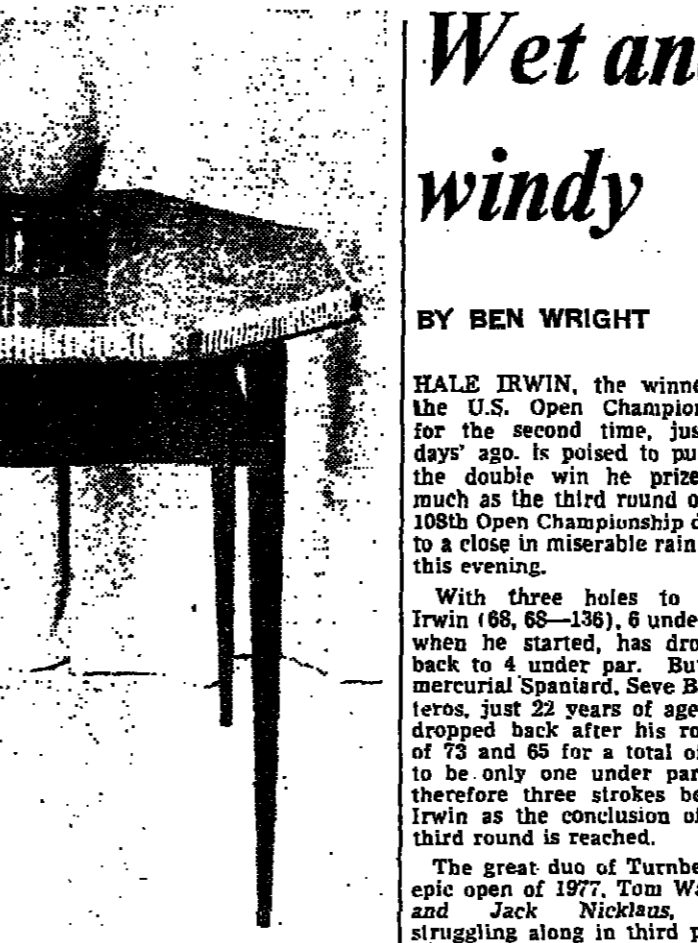 Wet an
windy
BY BEN WRIGHT
HALE IRWIN, the winne
the U.S. Open Champion
for the second time, jus
days' ago. is poised to pu
the double win he prize
much as the third round o
108th Open Championship d
to a close in miserable rain
this evening.
With three holes to
Irwin (68, 68—136), 6 unde
when he started, has dro
back to 4 under par. Bu
mercurial Spaniard, Seve B
teros, just 22 years of age
dropped back after his ro
of 73 and 65 for a total o
to be only one under par
therefore three strokes be
Irwin as the conclusion of
third round is reached.
The great duo of Turnbe
epic open of 1977, Tom Wa
and Jack Nicklaus,
struggling along in third p